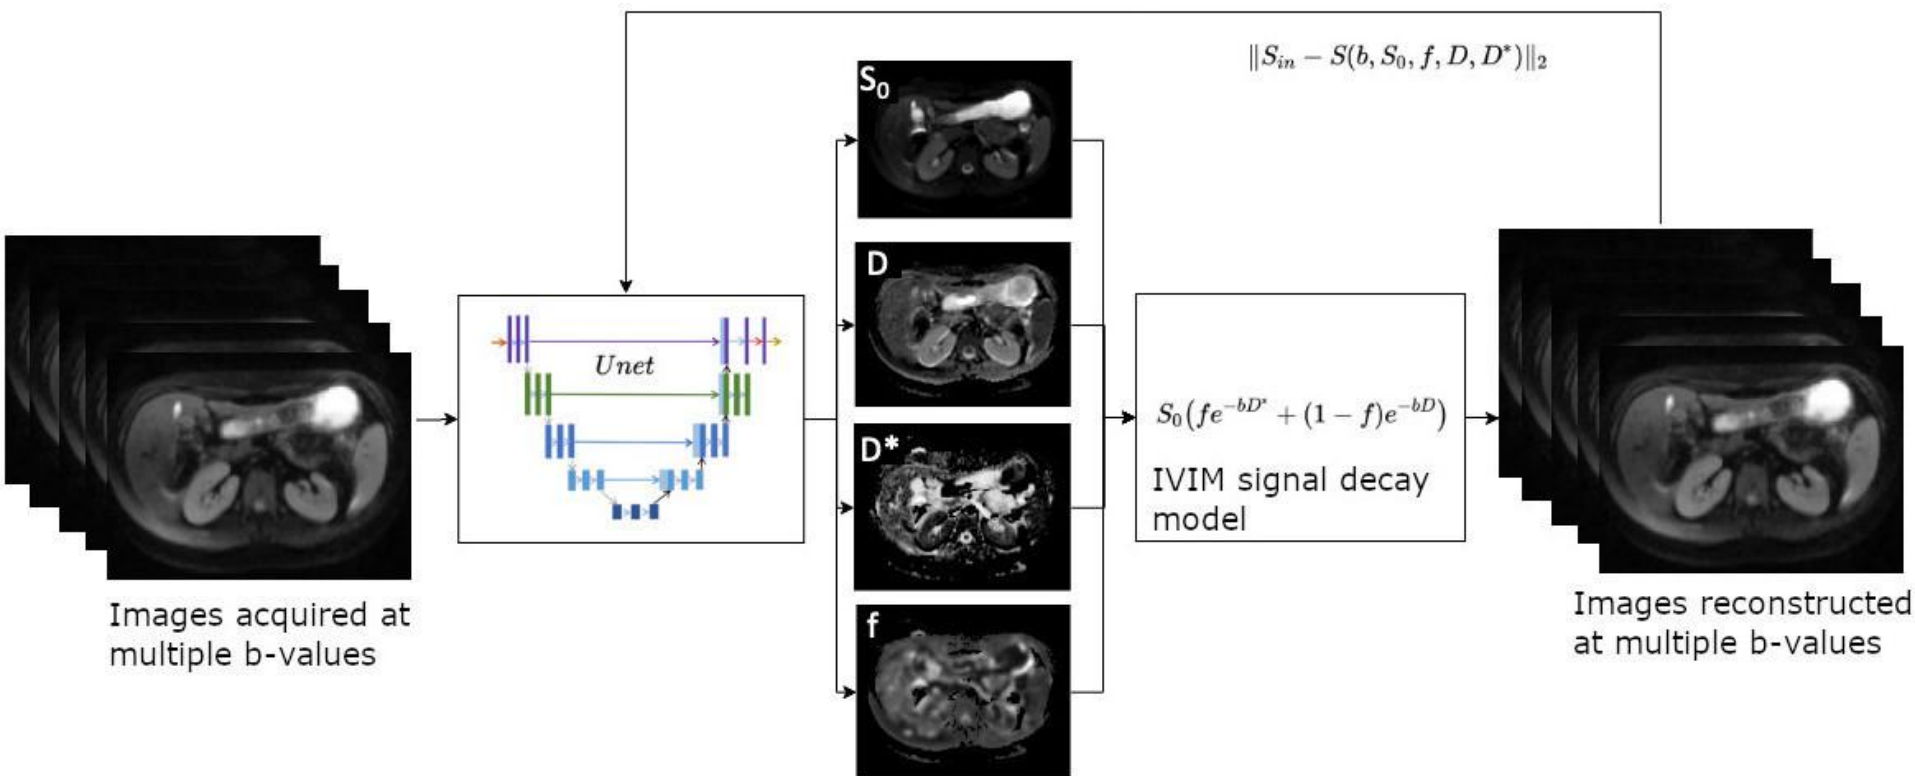 ‖S_in − S(b, S_0, f, D, D*)‖_2
S_0
D
Unet
D*
S_0(fe^{−bD*} + (1 − f)e^{−bD})
IVIM signal decay
model
f
Images acquired at
multiple b-values
Images reconstructed
at multiple b-values